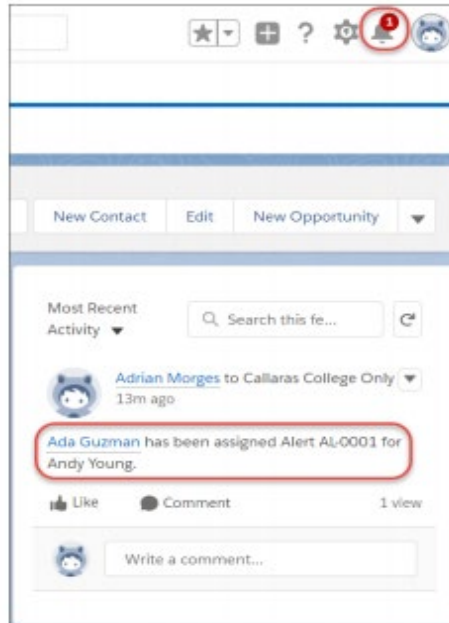 1
New Contact Edit New Opportunity
Most Recent
Activity
Search this fe...
Adrian Morges to Callaras College Only
13m ago
Ada Guzman has been assigned Alert AL-0001 for
Andy Young.
Like Comment 1 view
Write a comment...